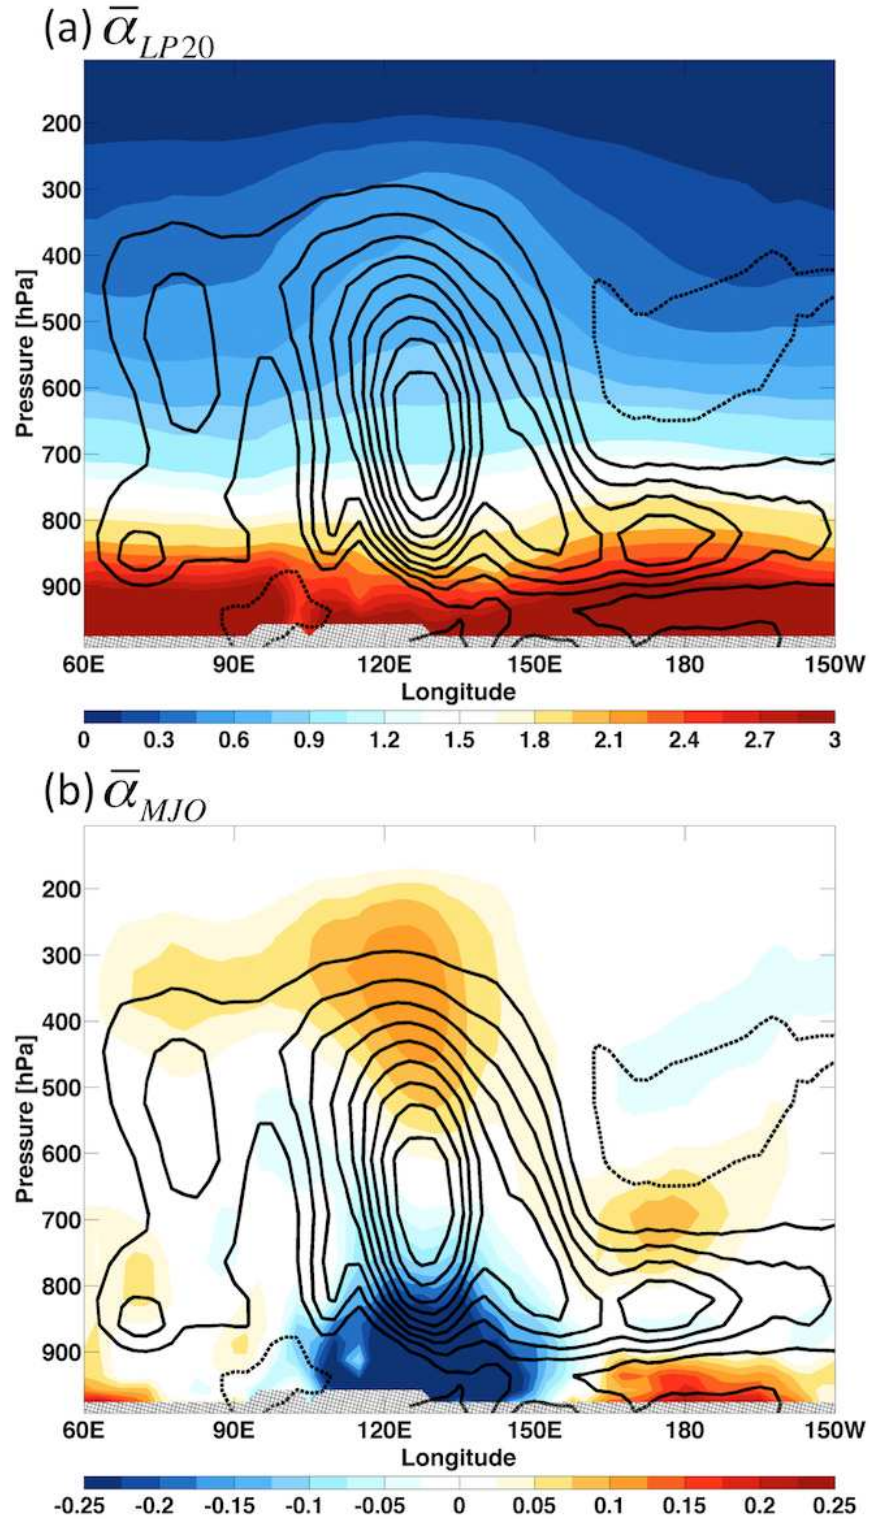 (a) α̅_LP20
200
300
400
500
600
700
800
900
Pressure [hPa]
60E 90E 120E 150E 180 150W
Longitude
0 0.3 0.6 0.9 1.2 1.5 1.8 2.1 2.4 2.7 3
(b) α̅_MJO
200
300
400
500
600
700
800
900
Pressure [hPa]
60E 90E 120E 150E 180 150W
Longitude
-0.25 -0.2 -0.15 -0.1 -0.05 0 0.05 0.1 0.15 0.2 0.25